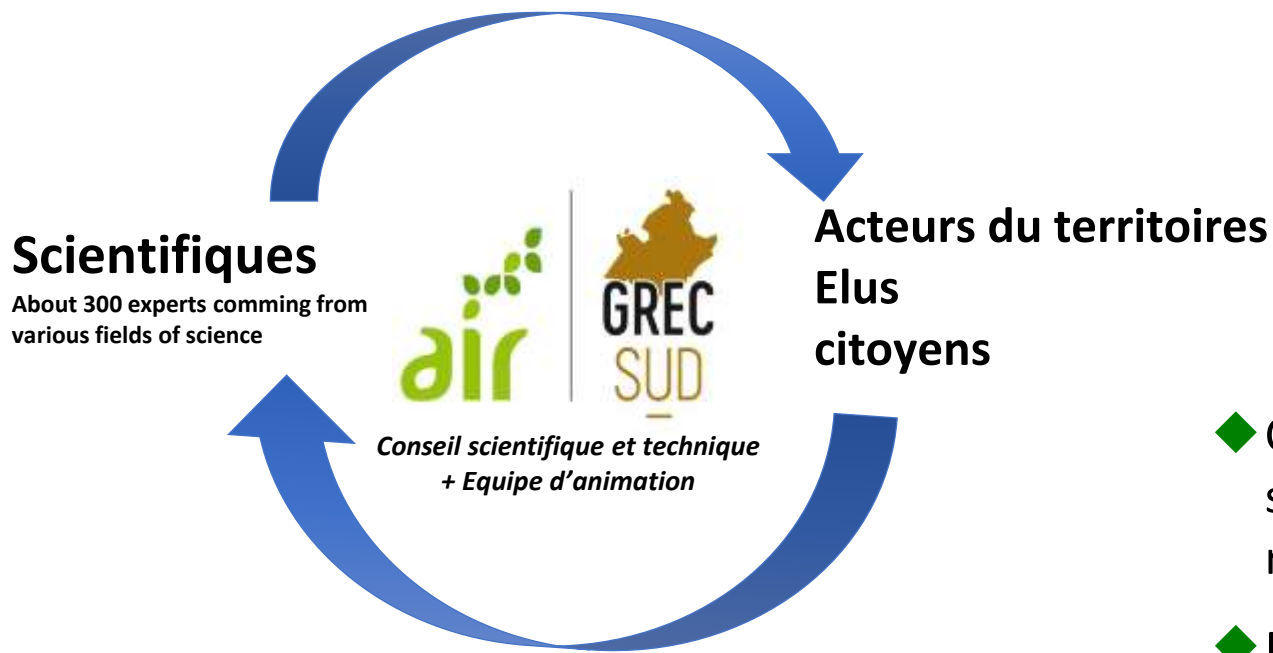 Scientifiques
About 300 experts comming from
various fields of science
air
GREC
SUD
Conseil scientifique et technique
+ Equipe d'animation
Acteurs du territoires
Elus
citoyens